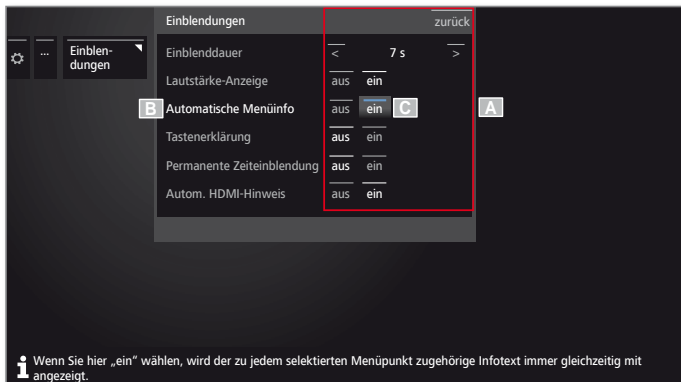 Einblendungen zurück
... Einblen-
dungen
Einblenddauer < 7 s >
Lautstärke-Anzeige aus ein
B Automatische Menüinfo aus ein C A
Tastenerklärung aus ein
Permanente Zeiteinblendung aus ein
Autom. HDMI-Hinweis aus ein
Wenn Sie hier „ein“ wählen, wird der zu jedem selektierten Menüpunkt zugehörige Infotext immer gleichzeitig mit
angezeigt.